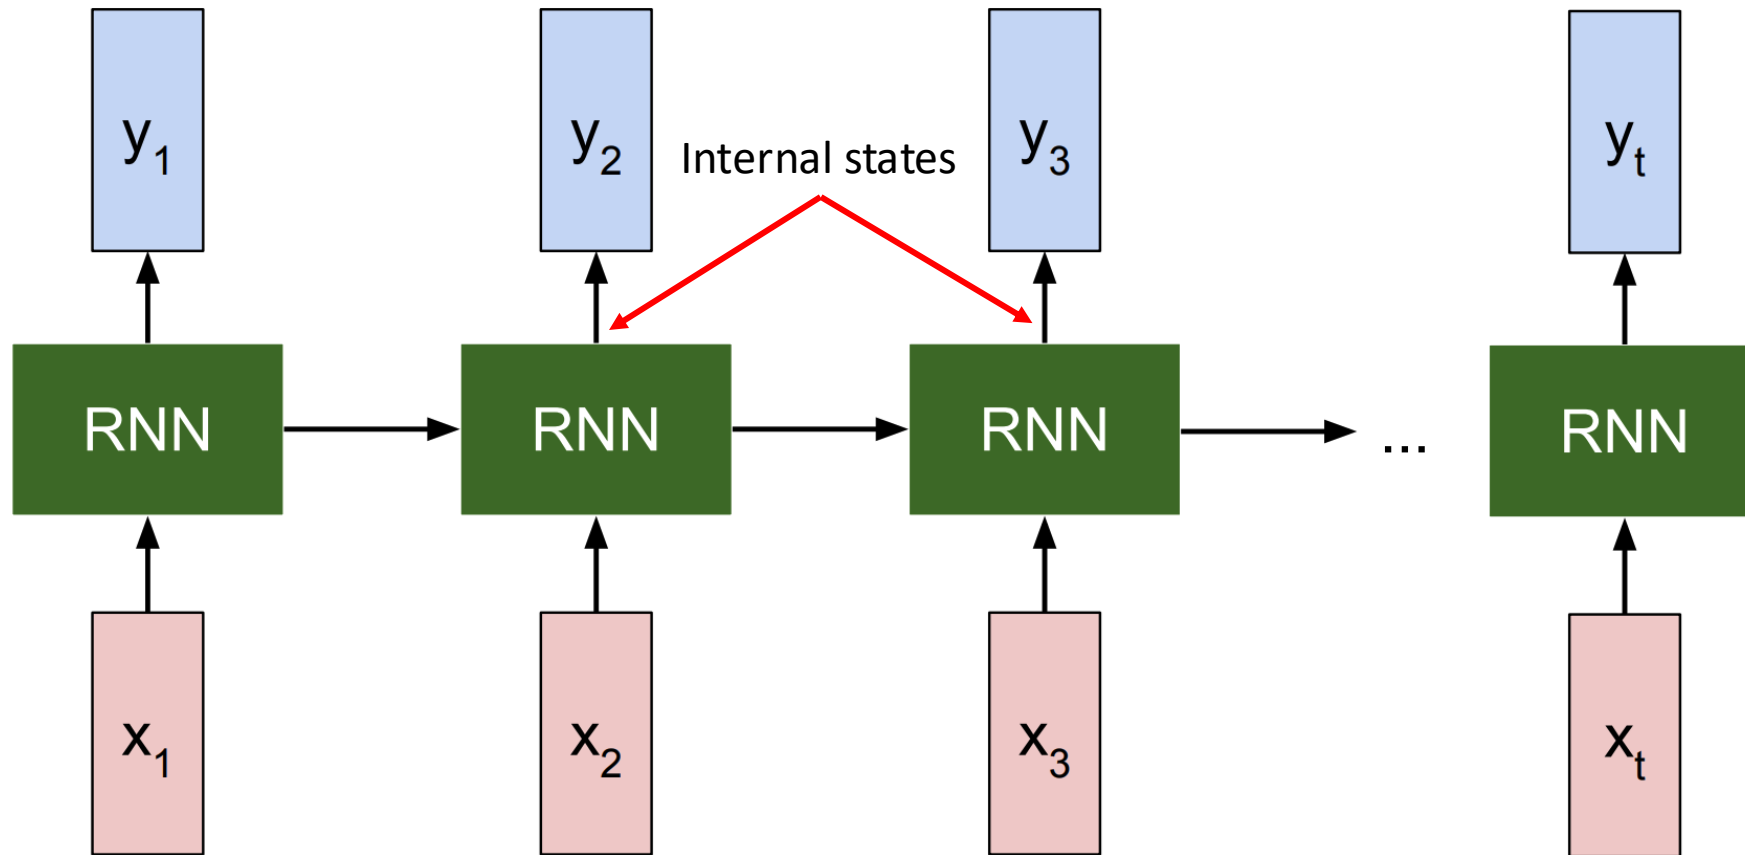 y1 y2 y3 yt
Internal states
RNN RNN RNN ... RNN
x1 x2 x3 xt